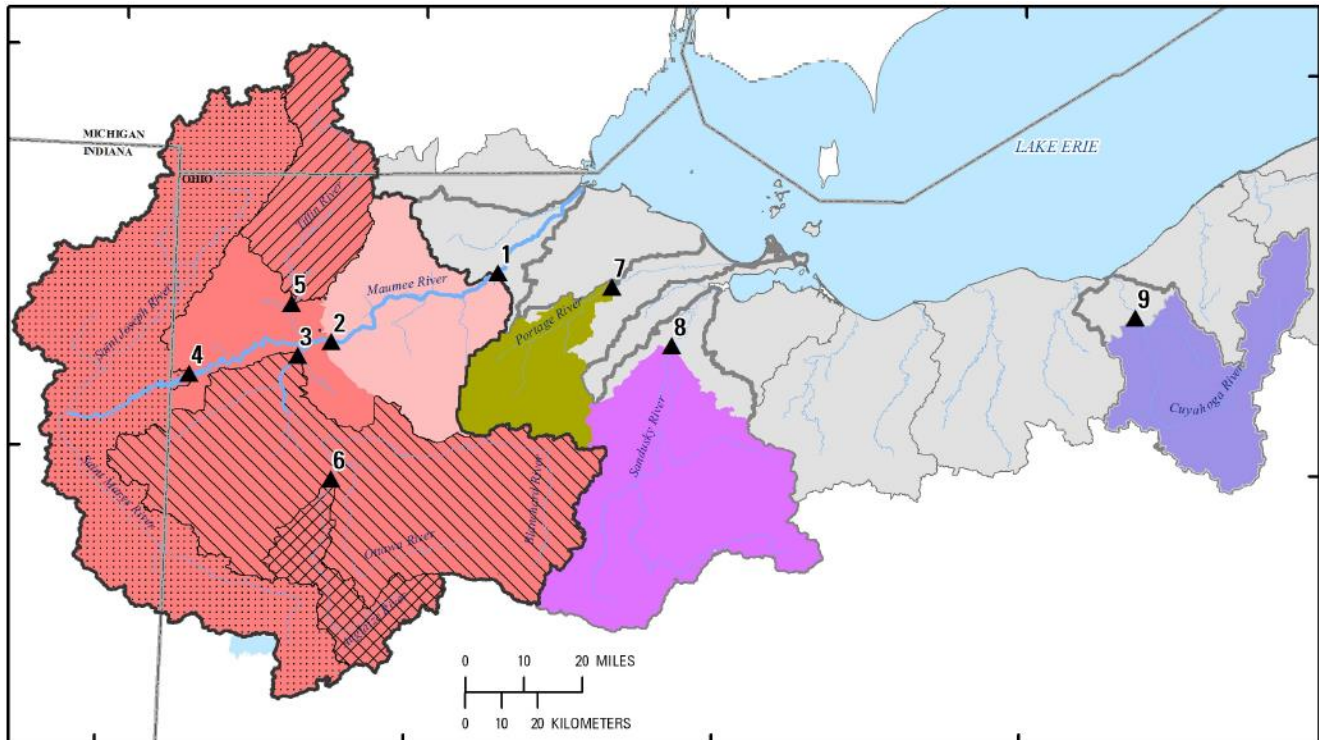 MICHIGAN
INDIANA
OHIO
LAKE ERIE
Tiffin River
Saint Joseph River
Maumee River
1
5
2
3
4
7
Portage River
8
9
Sandusky River
Cuyahoga River
6
Saint Marys River
Ottawa River
Blanchard River
Auglaize River
0 10 20 MILES
0 10 20 KILOMETERS